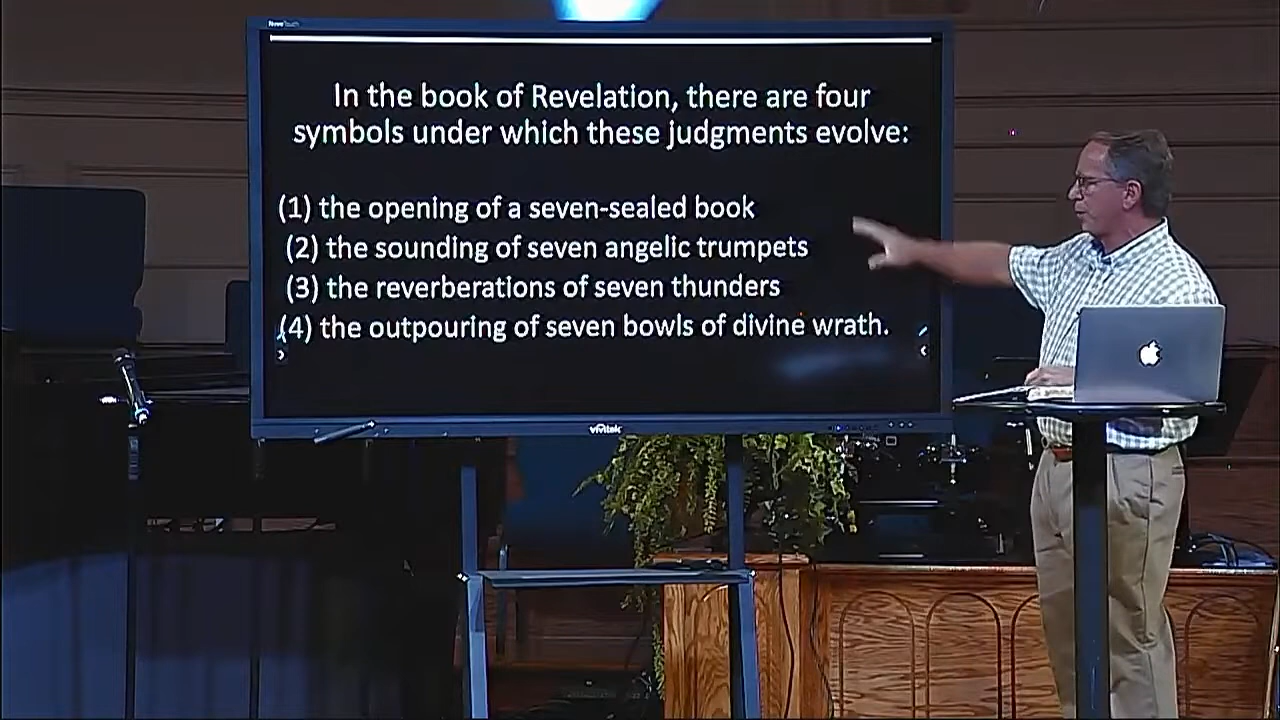 NovoTouch
In the book of Revelation, there are four
symbols under which these judgments evolve:
(1) the opening of a seven-sealed book
(2) the sounding of seven angelic trumpets
(3) the reverberations of seven thunders
(4) the outpouring of seven bowls of divine wrath.
vivitek